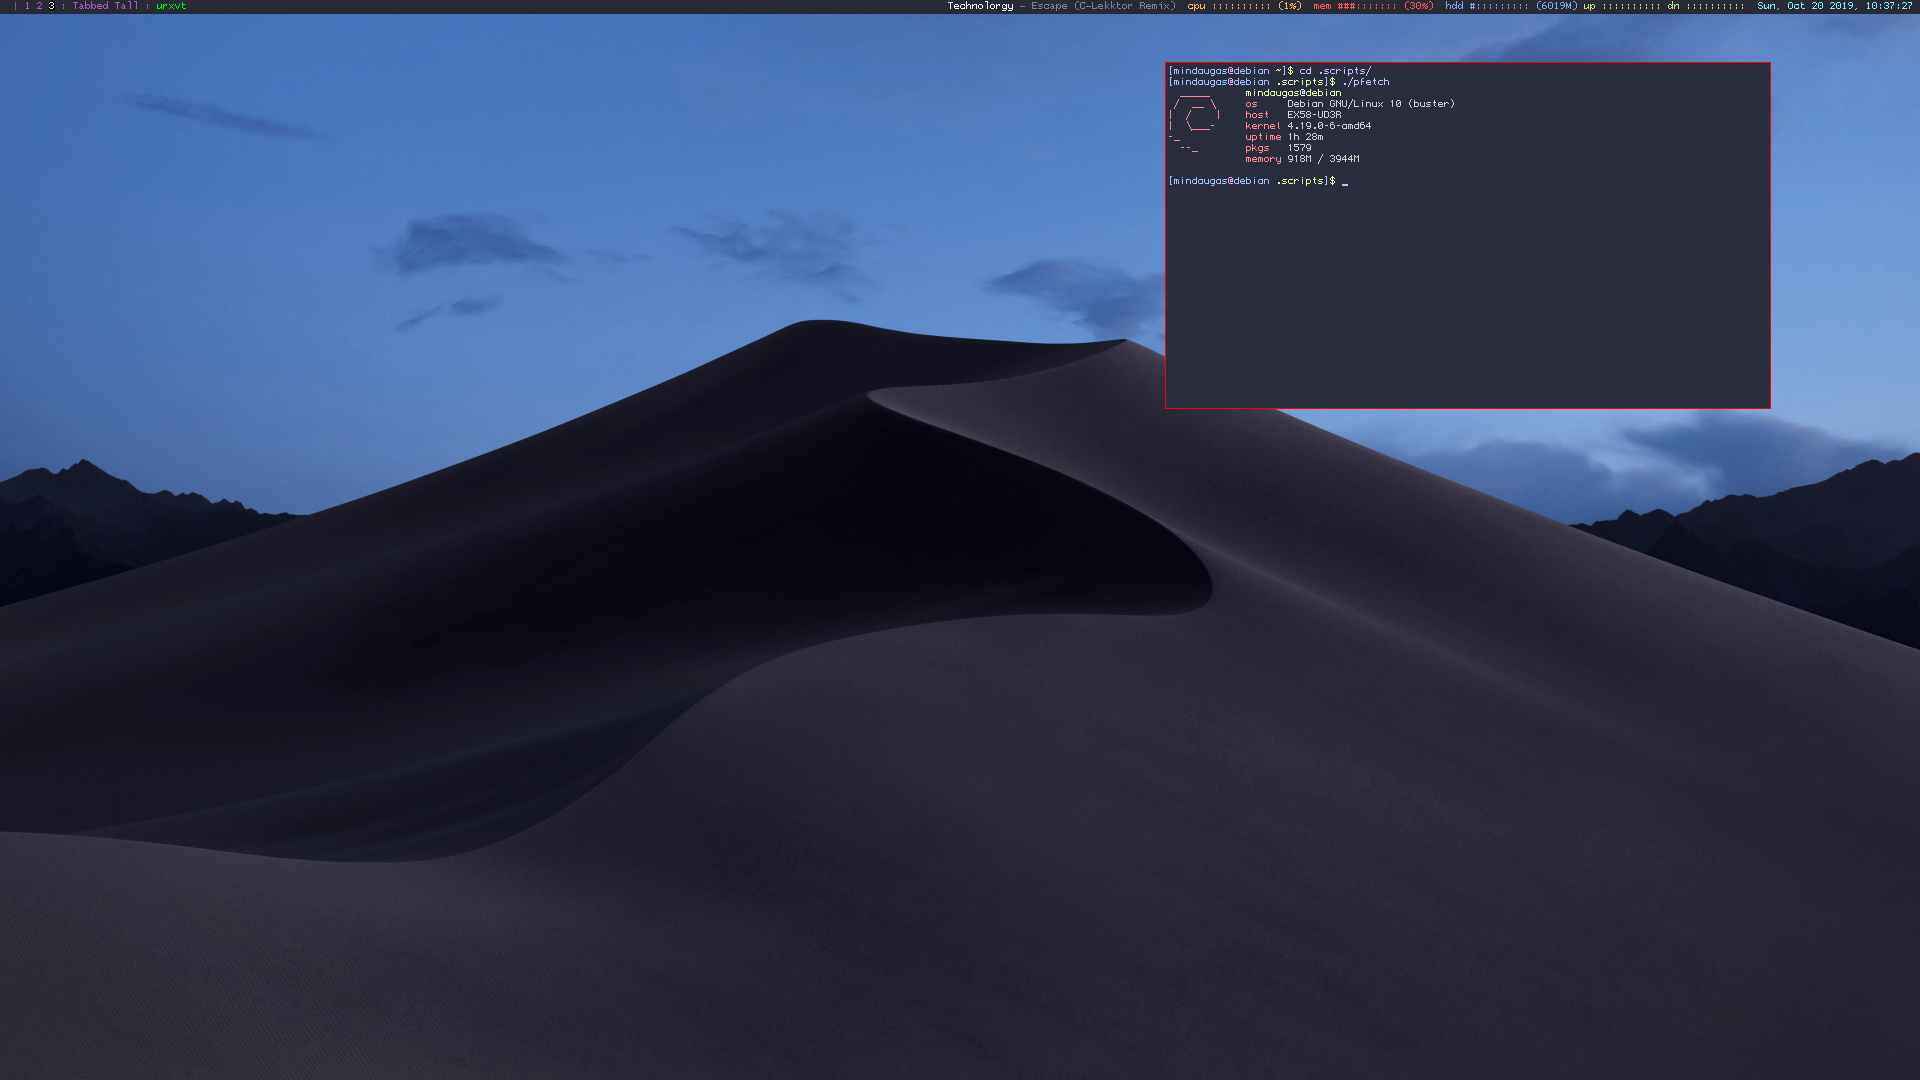 | 1 2 3 : Tabbed Tall : urxvt
Technolorgy - Escape (C-Lekktor Remix) cpu :::::::::: (1%) mem ###::::::: (30%) hdd #::::::::: (6019M) up :::::::::: dn :::::::::: Sun, Oct 20 2019, 10:37:27
[mindaugas@debian ~]$ cd .scripts/
[mindaugas@debian .scripts]$ ./pfetch
mindaugas@debian
os Debian GNU/Linux 10 (buster)
host EX58-UD3R
kernel 4.19.0-6-amd64
uptime 1h 28m
pkgs 1579
memory 918M / 3944M
[mindaugas@debian .scripts]$ _